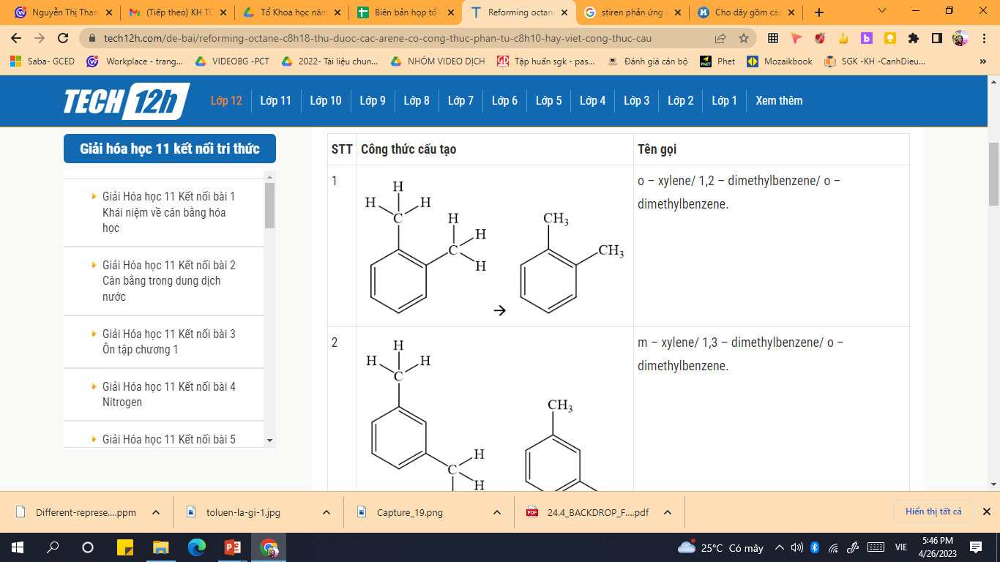 Nguyễn Thị Than
(Tiếp theo) KH TỔ
Tổ Khoa học năm
Biên bản họp tổ
Reforming octane
stiren phản ứng v
Cho dãy gồm các
tech12h.com/de-bai/reforming-octane-c8h18-thu-duoc-cac-arene-co-cong-thuc-phan-tu-c8h10-hay-viet-cong-thuc-cau
Saba- GCED
Workplace - trang...
VIDEOBG -PCT
2022- Tài liệu chun...
NHÓM VIDEO DỊCH
Tập huấn sgk - pas...
Đánh giá cán bộ
Phet
Mozaikbook
SGK -KH -CanhDieu...
TECH 12h
Lớp 12
Lớp 11
Lớp 10
Lớp 9
Lớp 8
Lớp 7
Lớp 6
Lớp 5
Lớp 4
Lớp 3
Lớp 2
Lớp 1
Xem thêm
Giải hóa học 11 kết nối tri thức
Giải Hóa học 11 Kết nối bài 1
Khái niệm về cân bằng hóa
học
Giải Hóa học 11 Kết nối bài 2
Cân bằng trong dung dịch
nước
Giải Hóa học 11 Kết nối bài 3
Ôn tập chương 1
Giải Hóa học 11 Kết nối bài 4
Nitrogen
Giải Hóa học 11 Kết nối bài 5
STT
Công thức cấu tạo
Tên gọi
1
H
H H
C
H
H
C
H
CH3
CH3
→
o – xylene/ 1,2 – dimethylbenzene/ o –
dimethylbenzene.
2
H
H H
C
H
C
H
CH3
m – xylene/ 1,3 – dimethylbenzene/ o –
dimethylbenzene.
Different-represe....ppm
toluen-la-gi-1.jpg
Capture_19.png
24.4_BACKDROP_F....pdf
Hiển thị tất cả
25°C Có mây
VIE
5:46 PM
4/26/2023